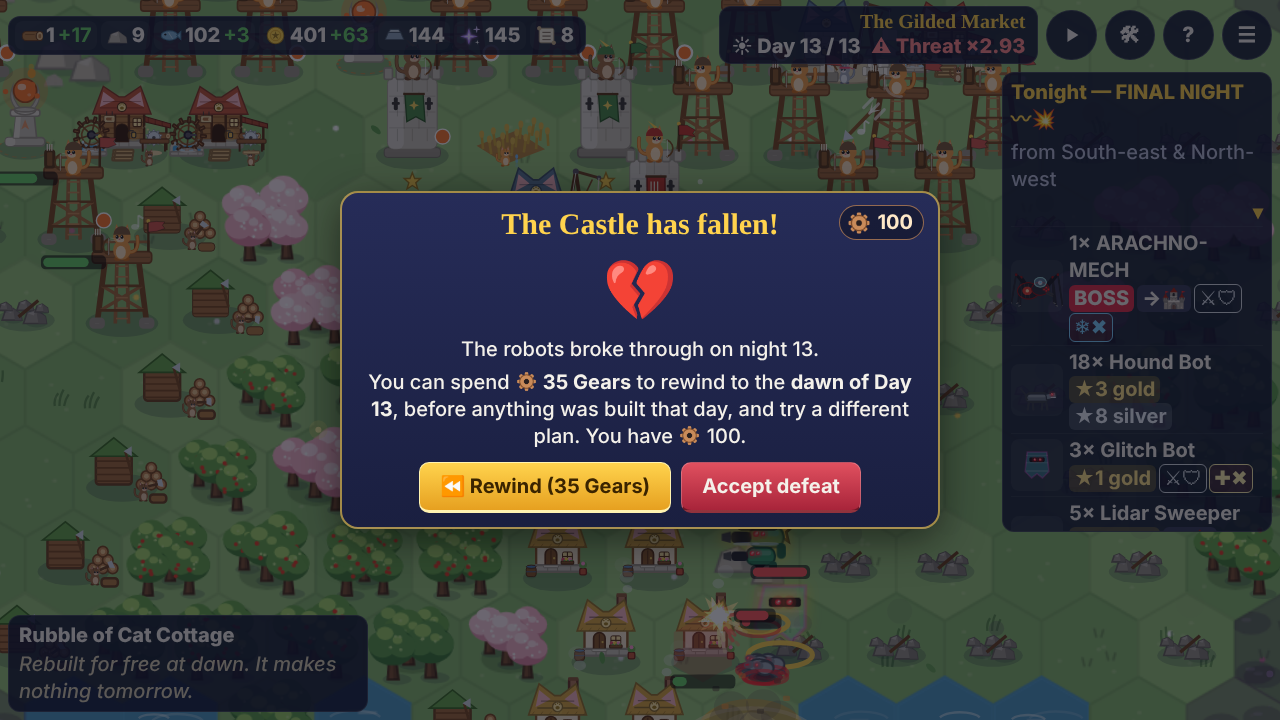 1 +17 9 102 +3 401 +63 144 145 8
The Gilded Market
Day 13 / 13 Threat ×2.93
?
Tonight — FINAL NIGHT
from South-east & North-
west
1× ARACHNO-
MECH
BOSS
18× Hound Bot
★3 gold
★8 silver
3× Glitch Bot
★1 gold
5× Lidar Sweeper
The Castle has fallen!
100
The robots broke through on night 13.
You can spend 35 Gears to rewind to the dawn of Day
13, before anything was built that day, and try a different
plan. You have 100.
Rewind (35 Gears)
Accept defeat
Rubble of Cat Cottage
Rebuilt for free at dawn. It makes
nothing tomorrow.